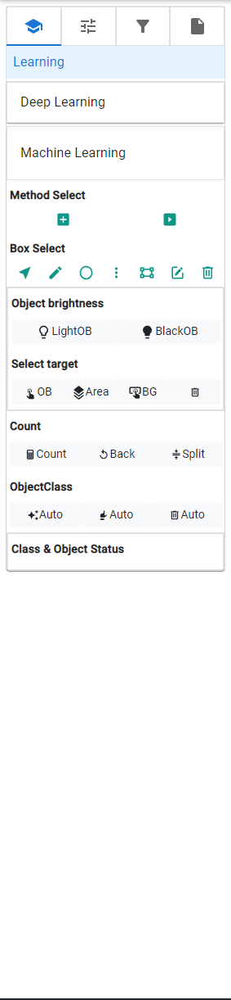 Learning
Deep Learning
Machine Learning
Method Select
Box Select
Object brightness
LightOB BlackOB
Select target
OB Area BG
Count
Count Back Split
ObjectClass
Auto Auto Auto
Class & Object Status